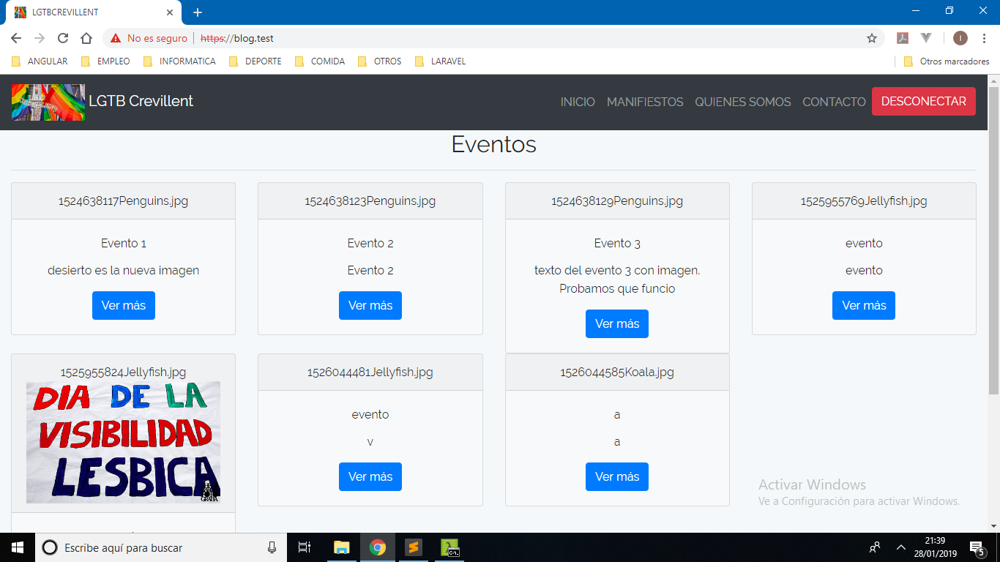 LGTBCREVILLENT
No es seguro
https://blog.test
I
ANGULAR
EMPLEO
INFORMATICA
DEPORTE
COMIDA
OTROS
LARAVEL
Otros marcadores
LGTB Crevillent
INICIO
MANIFIESTOS
QUIENES SOMOS
CONTACTO
DESCONECTAR
Eventos
1524638117Penguins.jpg
Evento 1
desierto es la nueva imagen
Ver más
1524638123Penguins.jpg
Evento 2
Evento 2
Ver más
1524638129Penguins.jpg
Evento 3
texto del evento 3 con imagen.
Probamos que funcio
Ver más
1525955769Jellyfish.jpg
evento
evento
Ver más
1525955824Jellyfish.jpg
DIA DE LA
VISIBILIDAD
LESBICA
1526044481Jellyfish.jpg
evento
v
Ver más
1526044585Koala.jpg
a
a
Ver más
Activar Windows
Ve a Configuración para activar Windows.
Escribe aquí para buscar
21:39
28/01/2019
5